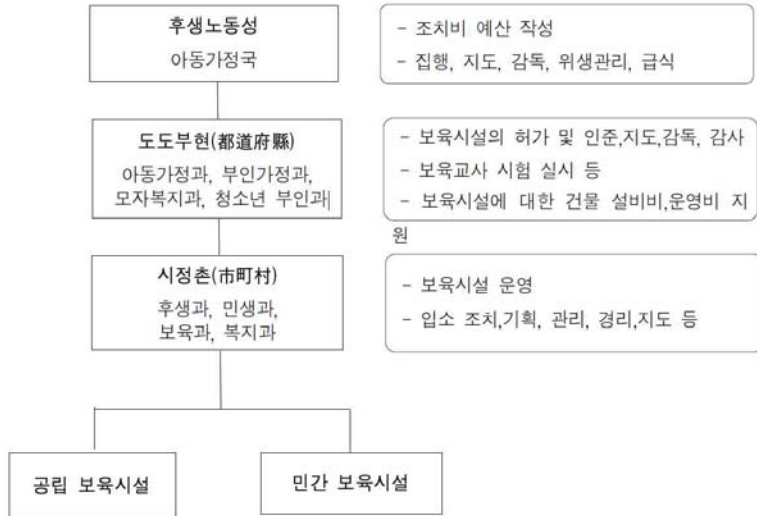 후생노동성
아동가정국
- 조치비 예산 작성
- 집행, 지도, 감독, 위생관리, 급식
도도부현(都道府縣)
아동가정과, 부인가정과,
모자복지과, 청소년 부인과
- 보육시설의 허가 및 인준,지도,감독, 감사
- 보육교사 시험 실시 등
- 보육시설에 대한 건물 설비비,운영비 지
원
시정촌(市町村)
후생과, 민생과,
보육과, 복지과
- 보육시설 운영
- 입소 조치,기획, 관리, 경리,지도 등
공립 보육시설
민간 보육시설